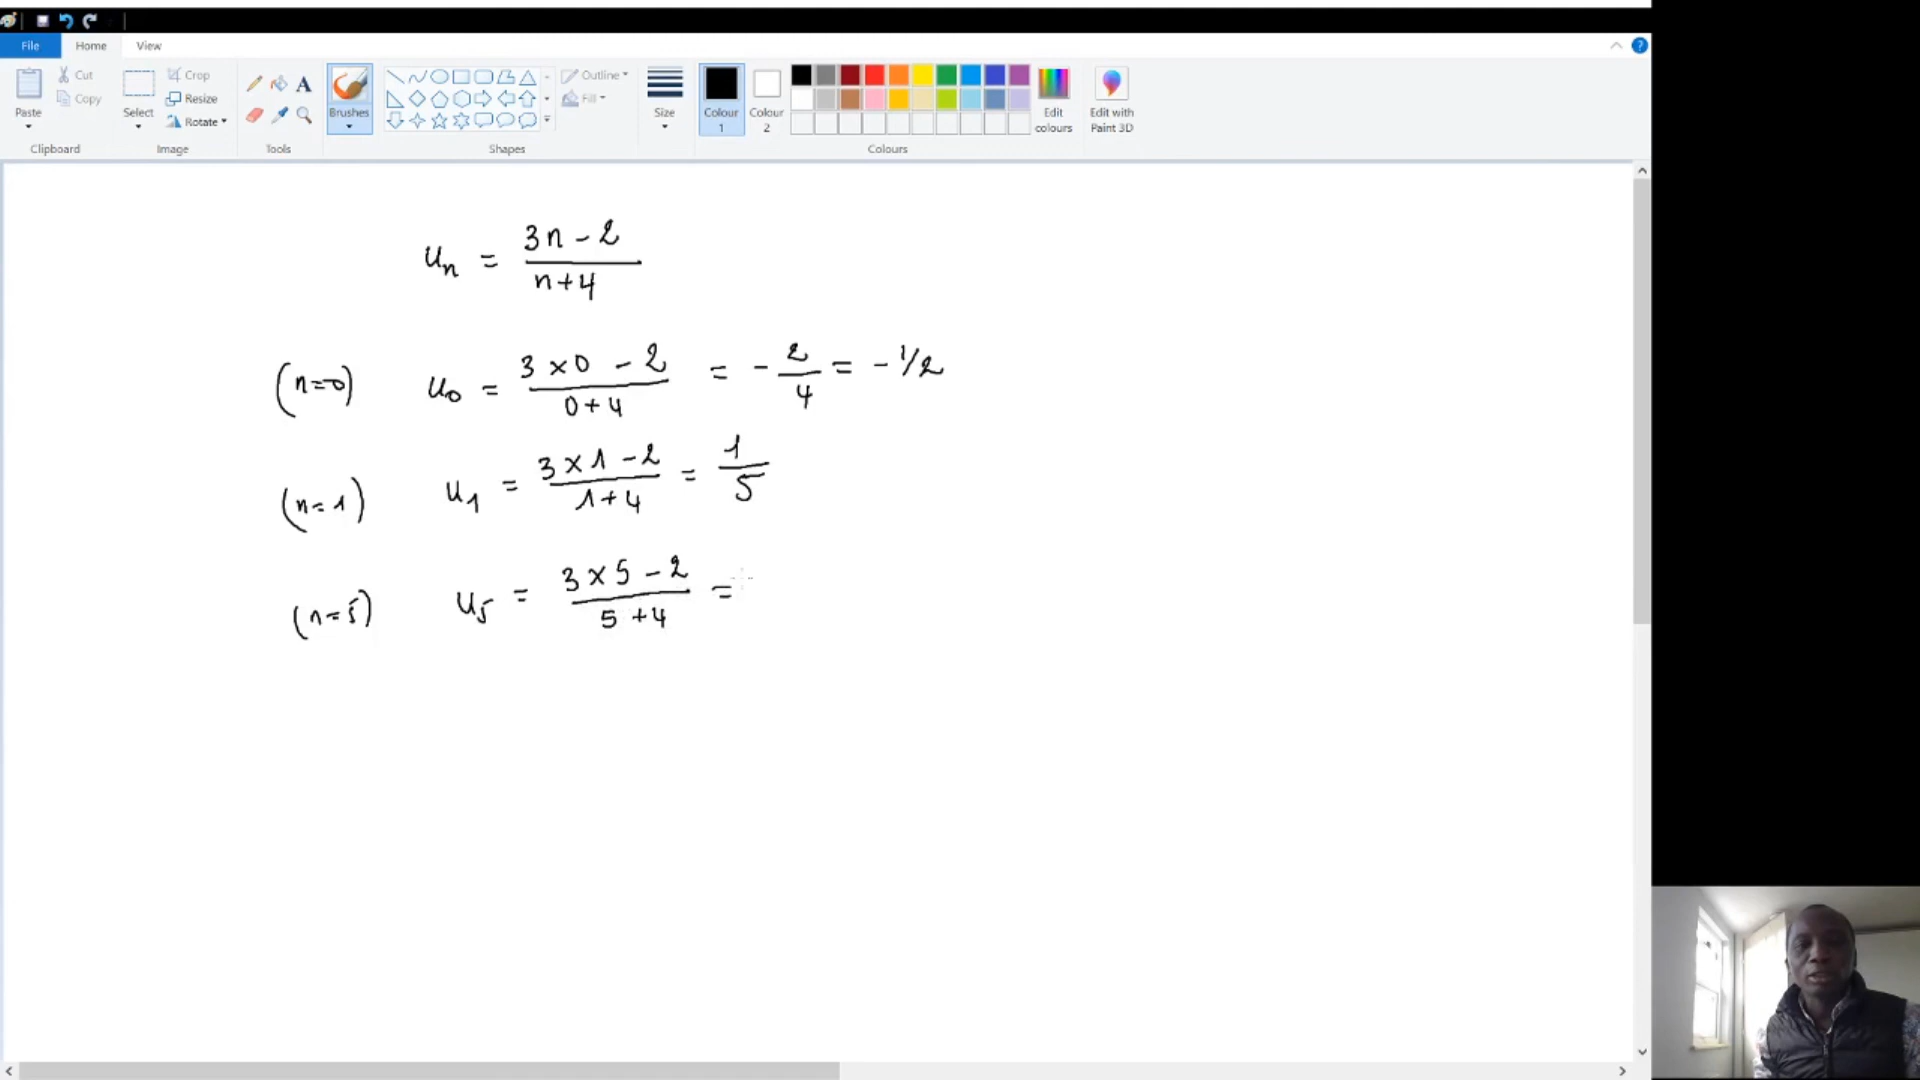 File Home View
Paste Cut Copy Select Crop Resize Rotate A Brushes Outline Fill Size Colour 1 Colour 2 Edit colours Edit with Paint 3D
Clipboard Image Tools Shapes Colours
uₙ = (3n - 2)/(n + 4)
(n=0) u₀ = (3 × 0 - 2)/(0 + 4) = - 2/4 = - 1/2
(n=1) u₁ = (3 × 1 - 2)/(1 + 4) = 1/5
(n=5) u₅ = (3 × 5 - 2)/(5 + 4) =